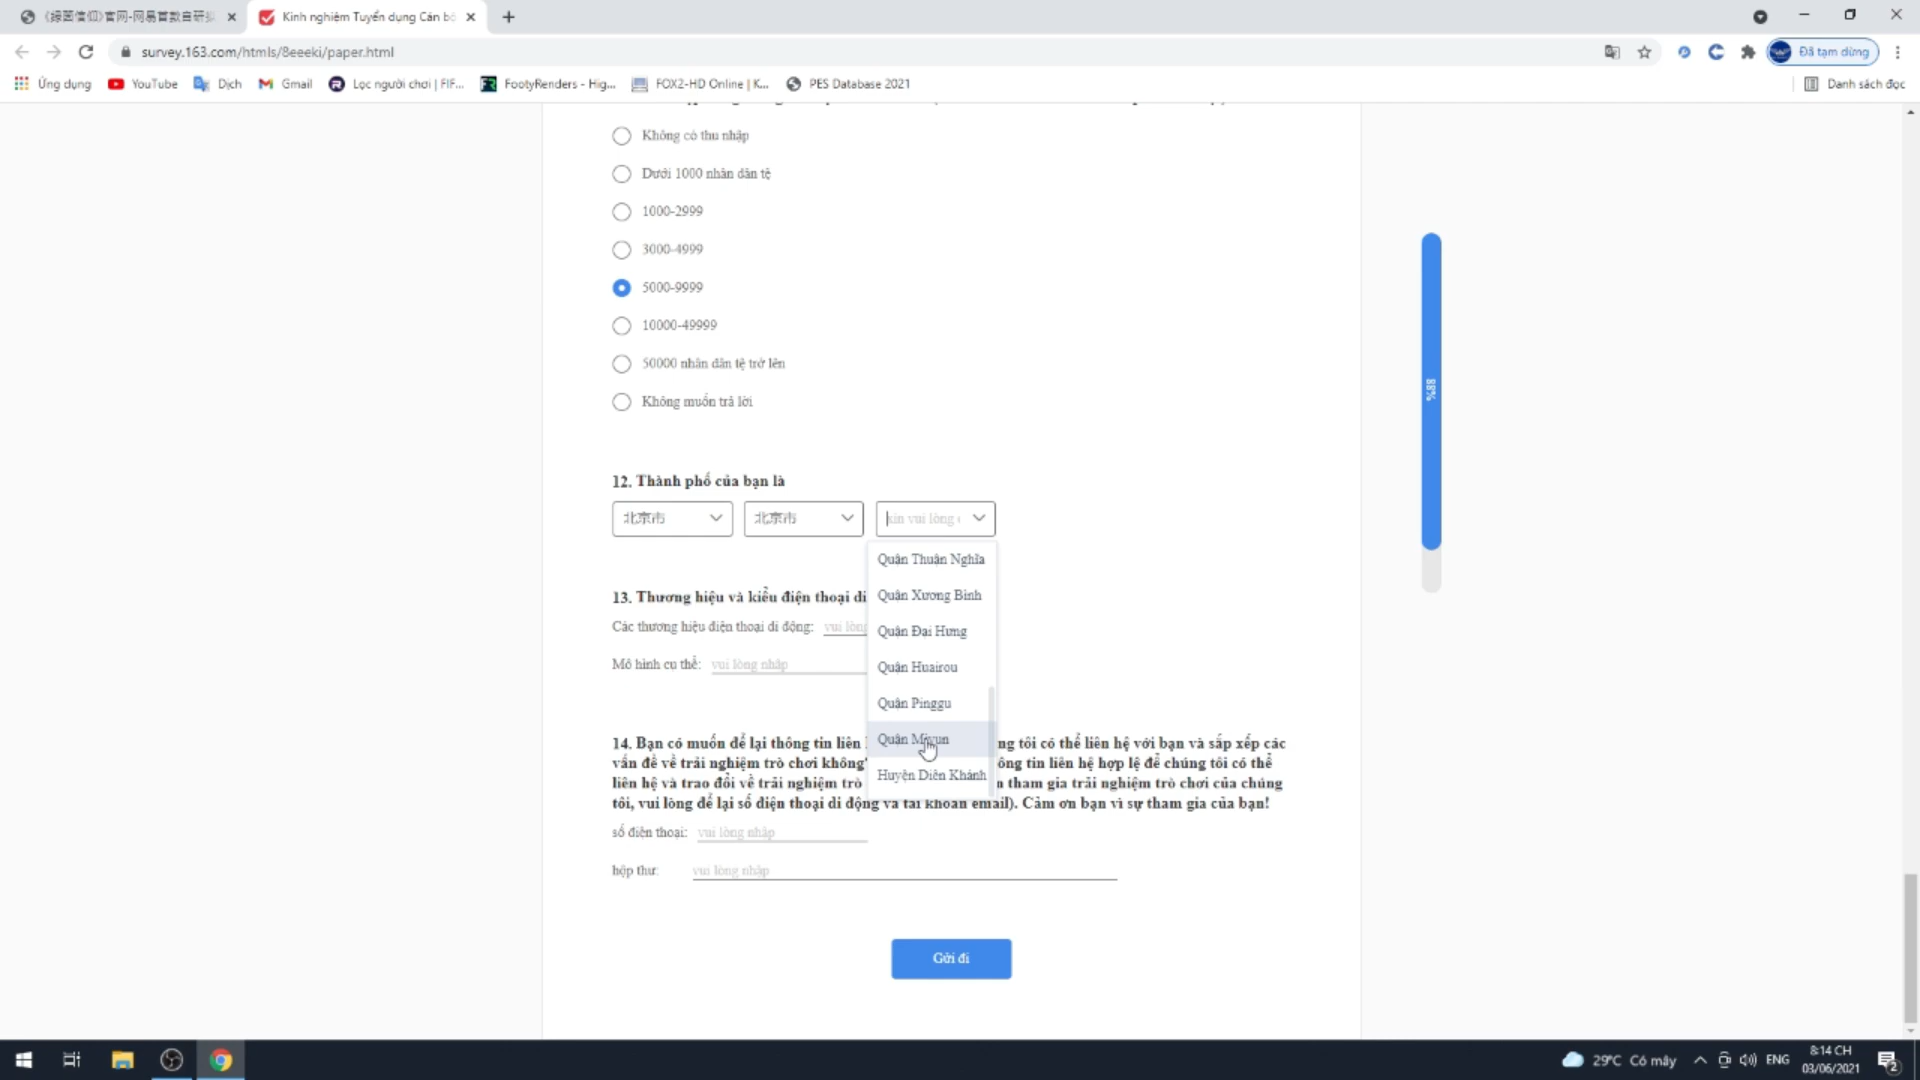 Kinh nghiệm Tuyển dụng Cán bộ
survey.163.com/htmls/8eeeki/paper.html
Đã tạm dừng
Ứng dụng
YouTube
Dịch
Gmail
Lọc người chơi | FIF...
FootyRenders - Hig...
FOX2-HD Online | K...
PES Database 2021
Danh sách đọc
Không có thu nhập
Dưới 1000 nhân dân tệ
1000-2999
3000-4999
5000-9999
10000-49999
50000 nhân dân tệ trở lên
Không muốn trả lời
88%
12. Thành phố của bạn là
北京市
北京市
xin vui lòng
Quận Thuận Nghĩa
Quận Xương Bình
Quận Đại Hưng
Quận Huairou
Quận Pinggu
Quận Miyun
Huyện Diên Khánh
13. Thương hiệu và kiểu điện thoại di
Các thương hiệu điện thoại di động: vui lòng
Mô hình cụ thể: vui lòng nhập
14. Bạn có muốn để lại thông tin liên ng tôi có thể liên hệ với bạn và sắp xếp các
vấn đề về trải nghiệm trò chơi không ông tin liên hệ hợp lệ để chúng tôi có thể
liên hệ và trao đổi về trải nghiệm trò n tham gia trải nghiệm trò chơi của chúng
tôi, vui lòng để lại số điện thoại di động và tài khoản email). Cảm ơn bạn vì sự tham gia của bạn!
số điện thoại: vui lòng nhập
hộp thư: vui lòng nhập
Gửi đi
29°C Có mây
ENG
8:14 CH
03/06/2021
2